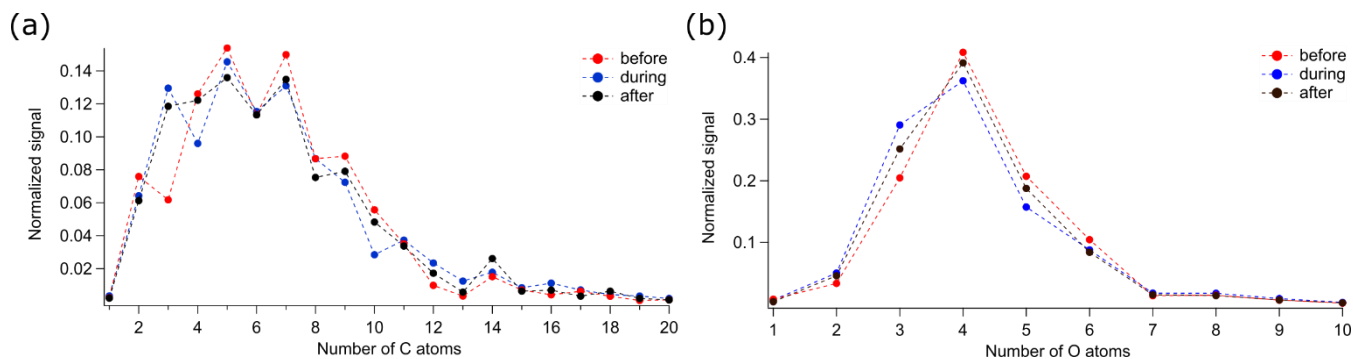 (a)
Normalized signal
0.14
0.12
0.10
0.08
0.06
0.04
0.02
2 4 6 8 10 12 14 16 18 20
Number of C atoms
before
during
after
(b)
Normalized signal
0.4
0.3
0.2
0.1
1 2 3 4 5 6 7 8 9 10
Number of O atoms
before
during
after